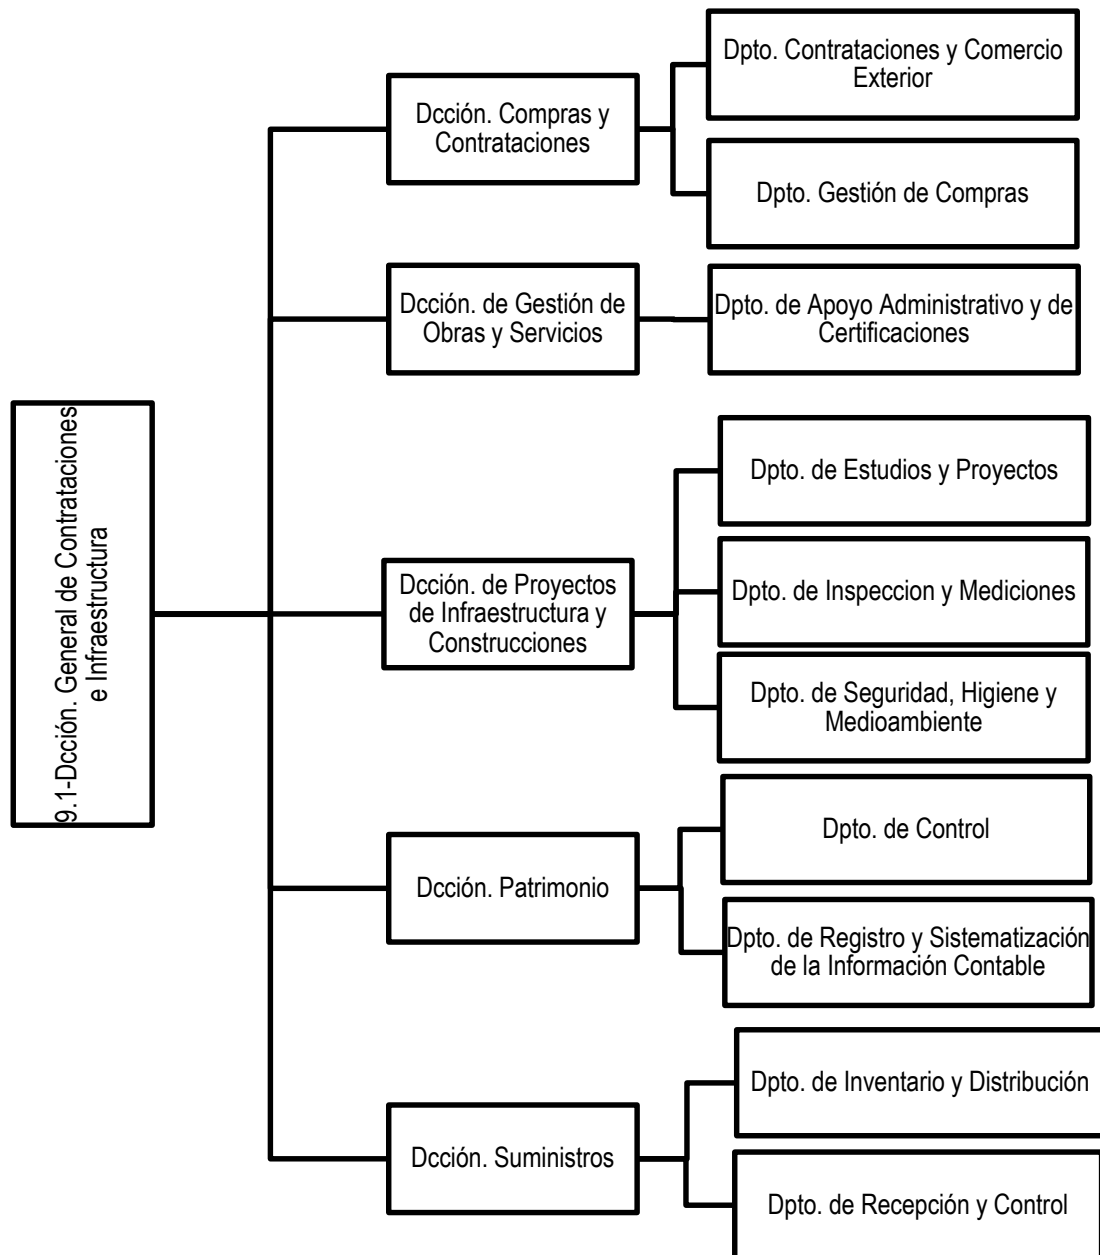 9.1-Dcción. General de Contrataciones
e Infraestructura
Dcción. Compras y
Contrataciones
Dpto. Contrataciones y Comercio
Exterior
Dpto. Gestión de Compras
Dcción. de Gestión de
Obras y Servicios
Dpto. de Apoyo Administrativo y de
Certificaciones
Dcción. de Proyectos
de Infraestructura y
Construcciones
Dpto. de Estudios y Proyectos
Dpto. de Inspeccion y Mediciones
Dpto. de Seguridad, Higiene y
Medioambiente
Dcción. Patrimonio
Dpto. de Control
Dpto. de Registro y Sistematización
de la Información Contable
Dcción. Suministros
Dpto. de Inventario y Distribución
Dpto. de Recepción y Control